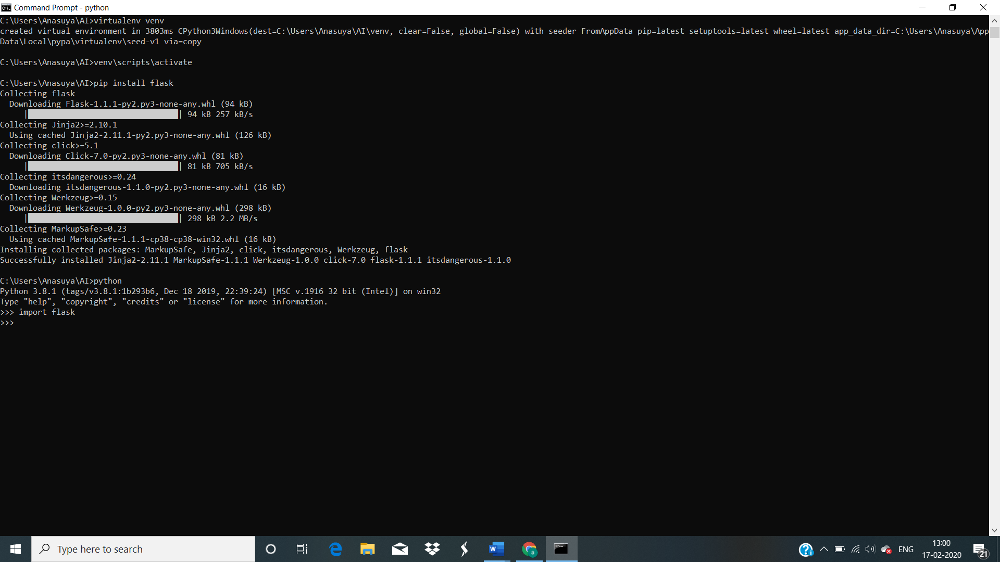 Command Prompt - python
C:\Users\Anasuya\AI>virtualenv venv
created virtual environment in 3803ms CPython3Windows(dest=C:\Users\Anasuya\AI\venv, clear=False, global=False) with seeder FromAppData pip=latest setuptools=latest wheel=latest app_data_dir=C:\Users\Anasuya\App
Data\Local\pypa\virtualenv\seed-v1 via=copy
C:\Users\Anasuya\AI>venv\scripts\activate
C:\Users\Anasuya\AI>pip install flask
Collecting flask
  Downloading Flask-1.1.1-py2.py3-none-any.whl (94 kB)
     |████████████████████████████████| 94 kB 257 kB/s
Collecting Jinja2>=2.10.1
  Using cached Jinja2-2.11.1-py2.py3-none-any.whl (126 kB)
Collecting click>=5.1
  Downloading Click-7.0-py2.py3-none-any.whl (81 kB)
     |████████████████████████████████| 81 kB 705 kB/s
Collecting itsdangerous>=0.24
  Downloading itsdangerous-1.1.0-py2.py3-none-any.whl (16 kB)
Collecting Werkzeug>=0.15
  Downloading Werkzeug-1.0.0-py2.py3-none-any.whl (298 kB)
     |████████████████████████████████| 298 kB 2.2 MB/s
Collecting MarkupSafe>=0.23
  Using cached MarkupSafe-1.1.1-cp38-cp38-win32.whl (16 kB)
Installing collected packages: MarkupSafe, Jinja2, click, itsdangerous, Werkzeug, flask
Successfully installed Jinja2-2.11.1 MarkupSafe-1.1.1 Werkzeug-1.0.0 click-7.0 flask-1.1.1 itsdangerous-1.1.0
C:\Users\Anasuya\AI>python
Python 3.8.1 (tags/v3.8.1:1b293b6, Dec 18 2019, 22:39:24) [MSC v.1916 32 bit (Intel)] on win32
Type "help", "copyright", "credits" or "license" for more information.
>>> import flask
>>>
Type here to search
ENG
13:00
17-02-2020
21